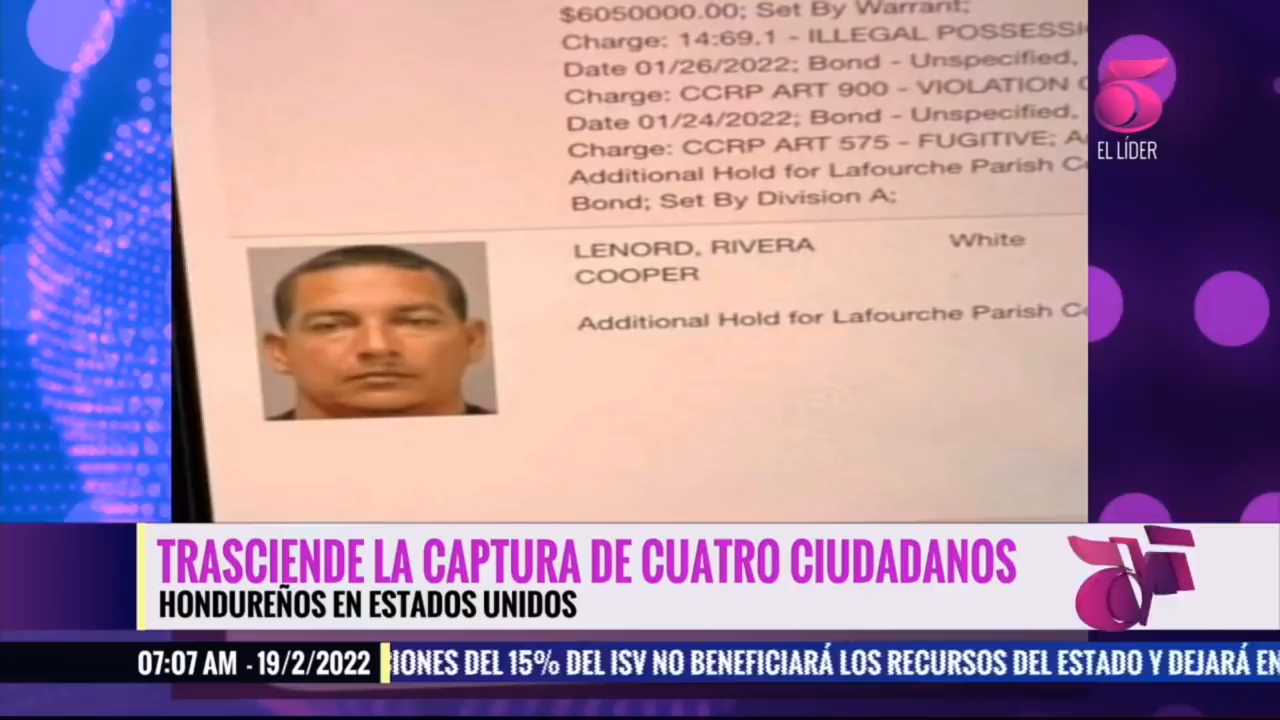 $6050000.00; Set By Warrant;
Charge: 14:69.1 - ILLEGAL POSSESSI
Date 01/26/2022; Bond - Unspecified,
Charge: CCRP ART 900 - VIOLATION
Date 01/24/2022; Bond - Unspecified,
Charge: CCRP ART 575 - FUGITIVE; A
Additional Hold for Lafourche Parish C
Bond; Set By Division A;
LENORD, RIVERA White
COOPER
Additional Hold for Lafourche Parish C
5
EL LÍDER
TRASCIENDE LA CAPTURA DE CUATRO CIUDADANOS
HONDUREÑOS EN ESTADOS UNIDOS
07:07 AM - 19/2/2022 IONES DEL 15% DEL ISV NO BENEFICIARÁ LOS RECURSOS DEL ESTADO Y DEJARÁ EN